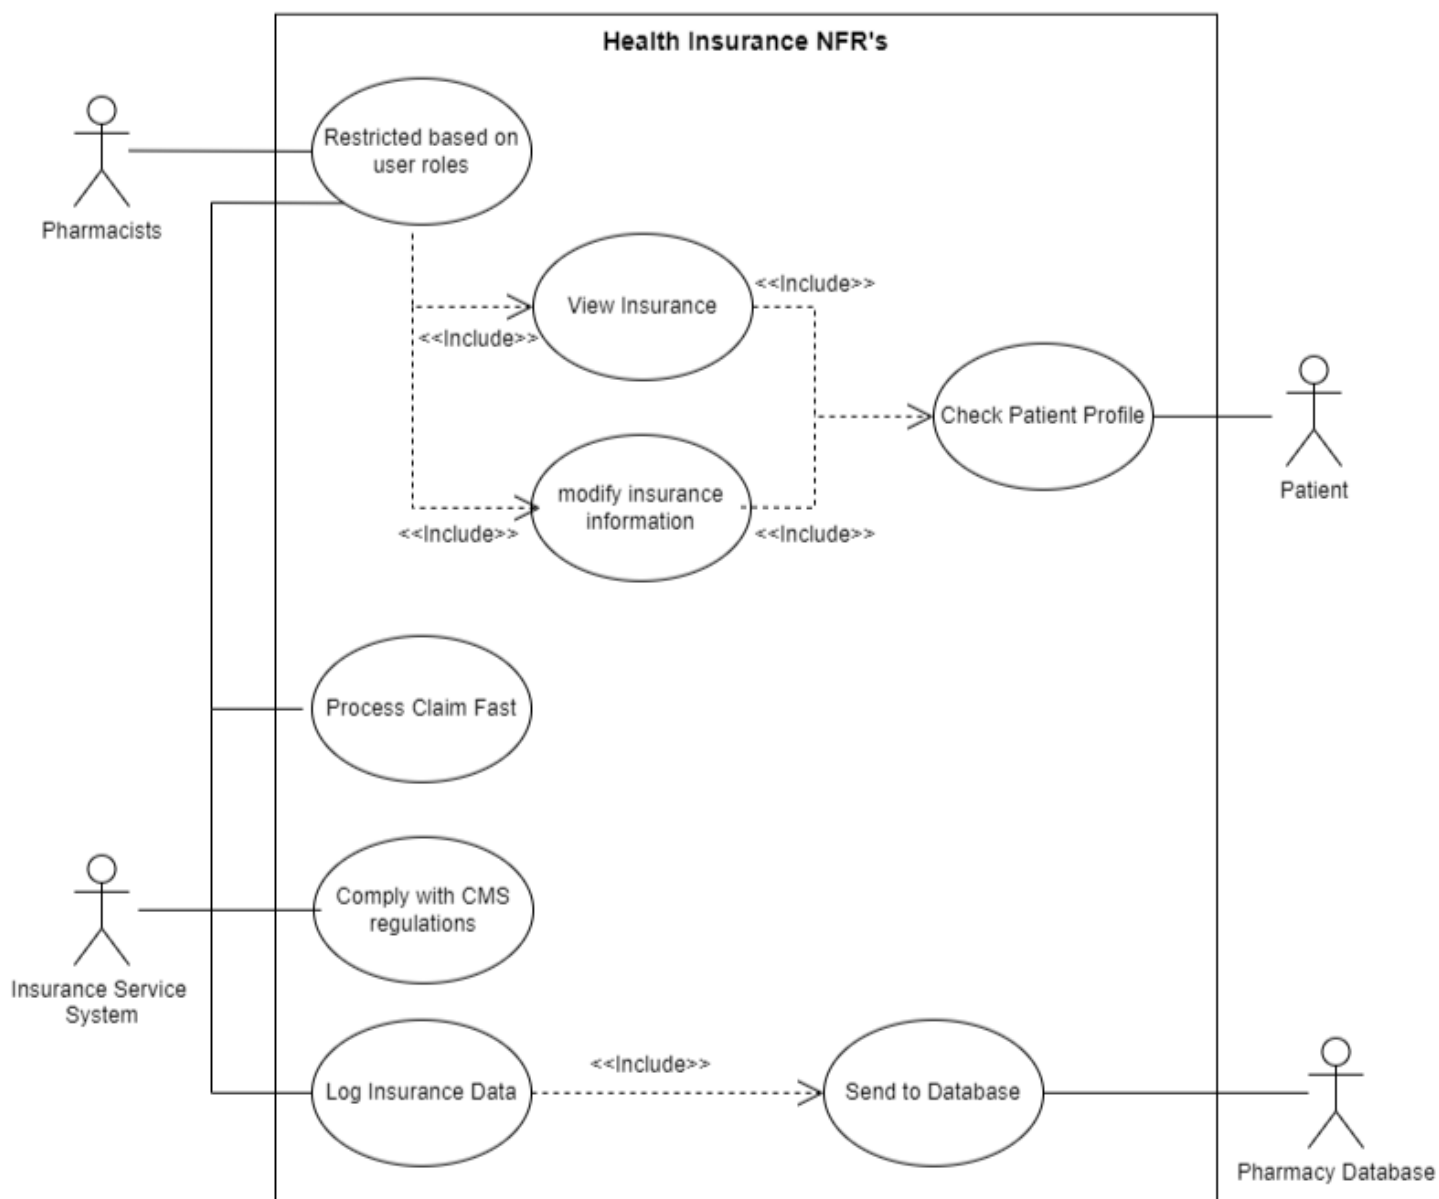 Health Insurance NFR's
Restricted based on
user roles
Pharmacists
View Insurance
<<Include>>
<<Include>>
Check Patient Profile
modify insurance
information
Patient
<<Include>>
<<Include>>
Process Claim Fast
Comply with CMS
regulations
Insurance Service
System
<<Include>>
Log Insurance Data
Send to Database
Pharmacy Database